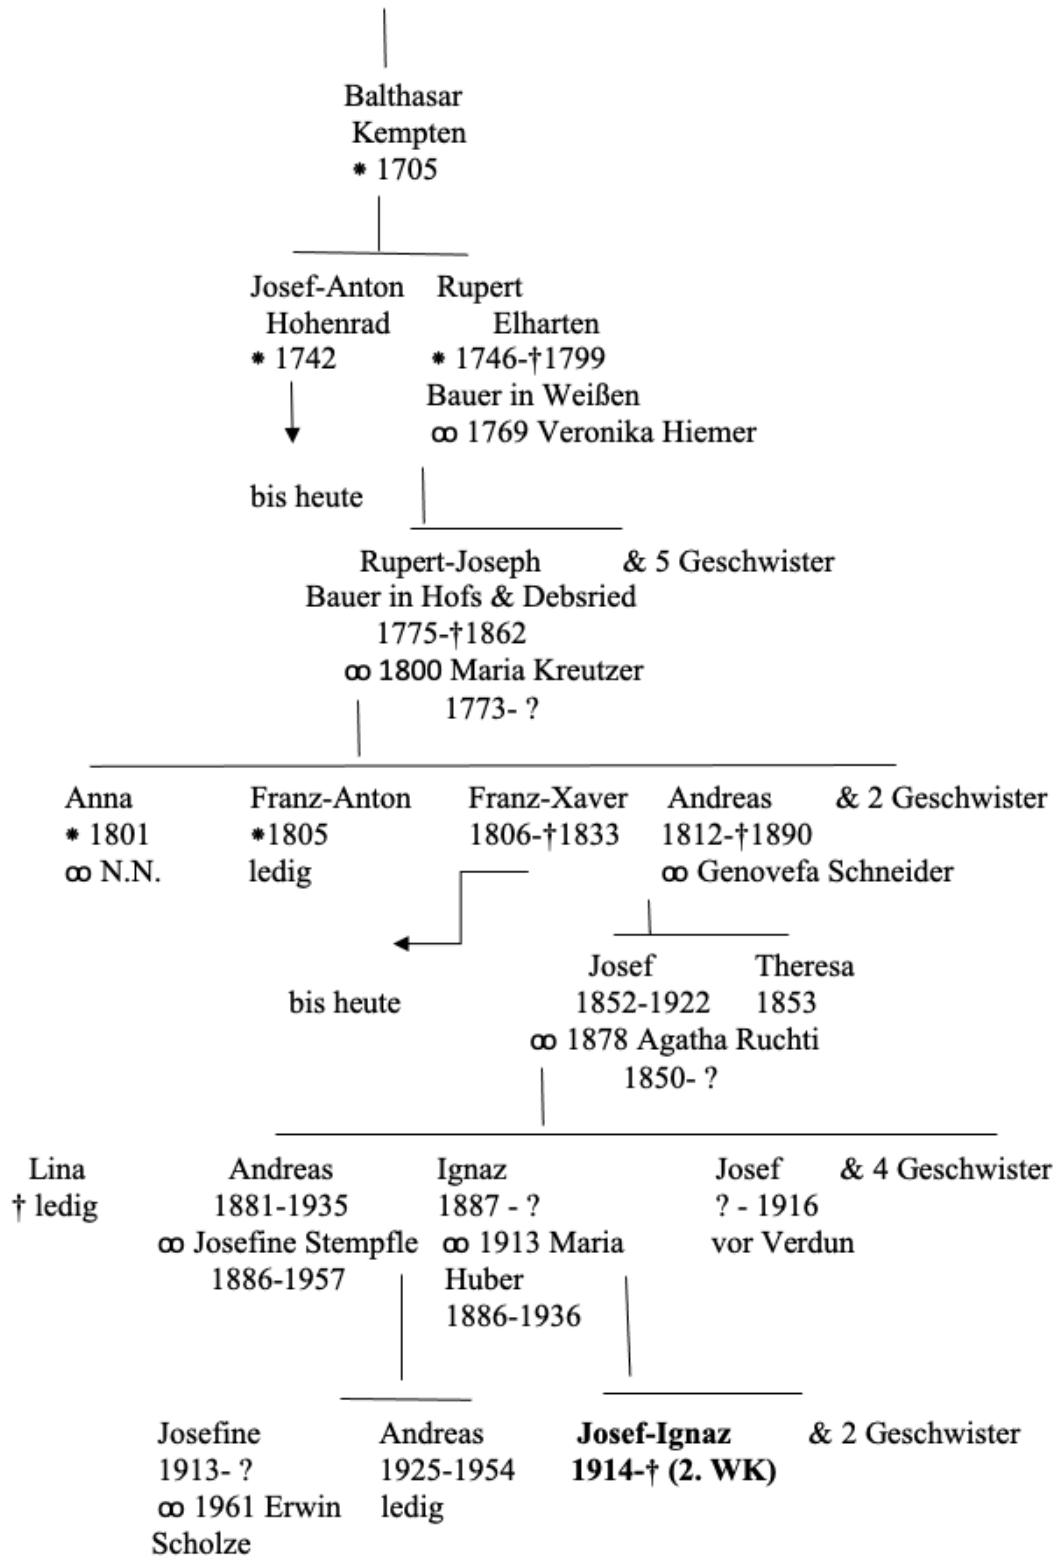 Balthasar
Kempten
* 1705
Josef-Anton Rupert
Hohenrad Elharten
* 1742 * 1746-†1799
Bauer in Weißen
ꝏ 1769 Veronika Hiemer
bis heute
Rupert-Joseph & 5 Geschwister
Bauer in Hofs & Debsried
1775-†1862
ꝏ 1800 Maria Kreutzer
1773- ?
Anna Franz-Anton Franz-Xaver Andreas & 2 Geschwister
* 1801 *1805 1806-†1833 1812-†1890
ꝏ N.N. ledig ꝏ Genovefa Schneider
Josef Theresa
bis heute 1852-1922 1853
ꝏ 1878 Agatha Ruchti
1850- ?
Lina Andreas Ignaz Josef & 4 Geschwister
† ledig 1881-1935 1887 - ? ? - 1916
ꝏ Josefine Stempfle ꝏ 1913 Maria vor Verdun
1886-1957 Huber
1886-1936
Josefine Andreas Josef-Ignaz & 2 Geschwister
1913- ? 1925-1954 1914-† (2. WK)
ꝏ 1961 Erwin ledig
Scholze